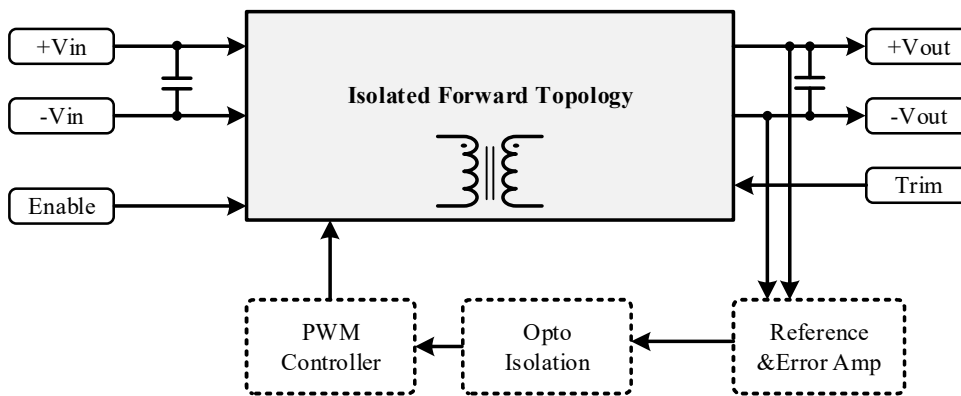 +Vin
-Vin
Enable
Isolated Forward Topology
+Vout
-Vout
Trim
PWM
Controller
Opto
Isolation
Reference
&Error Amp